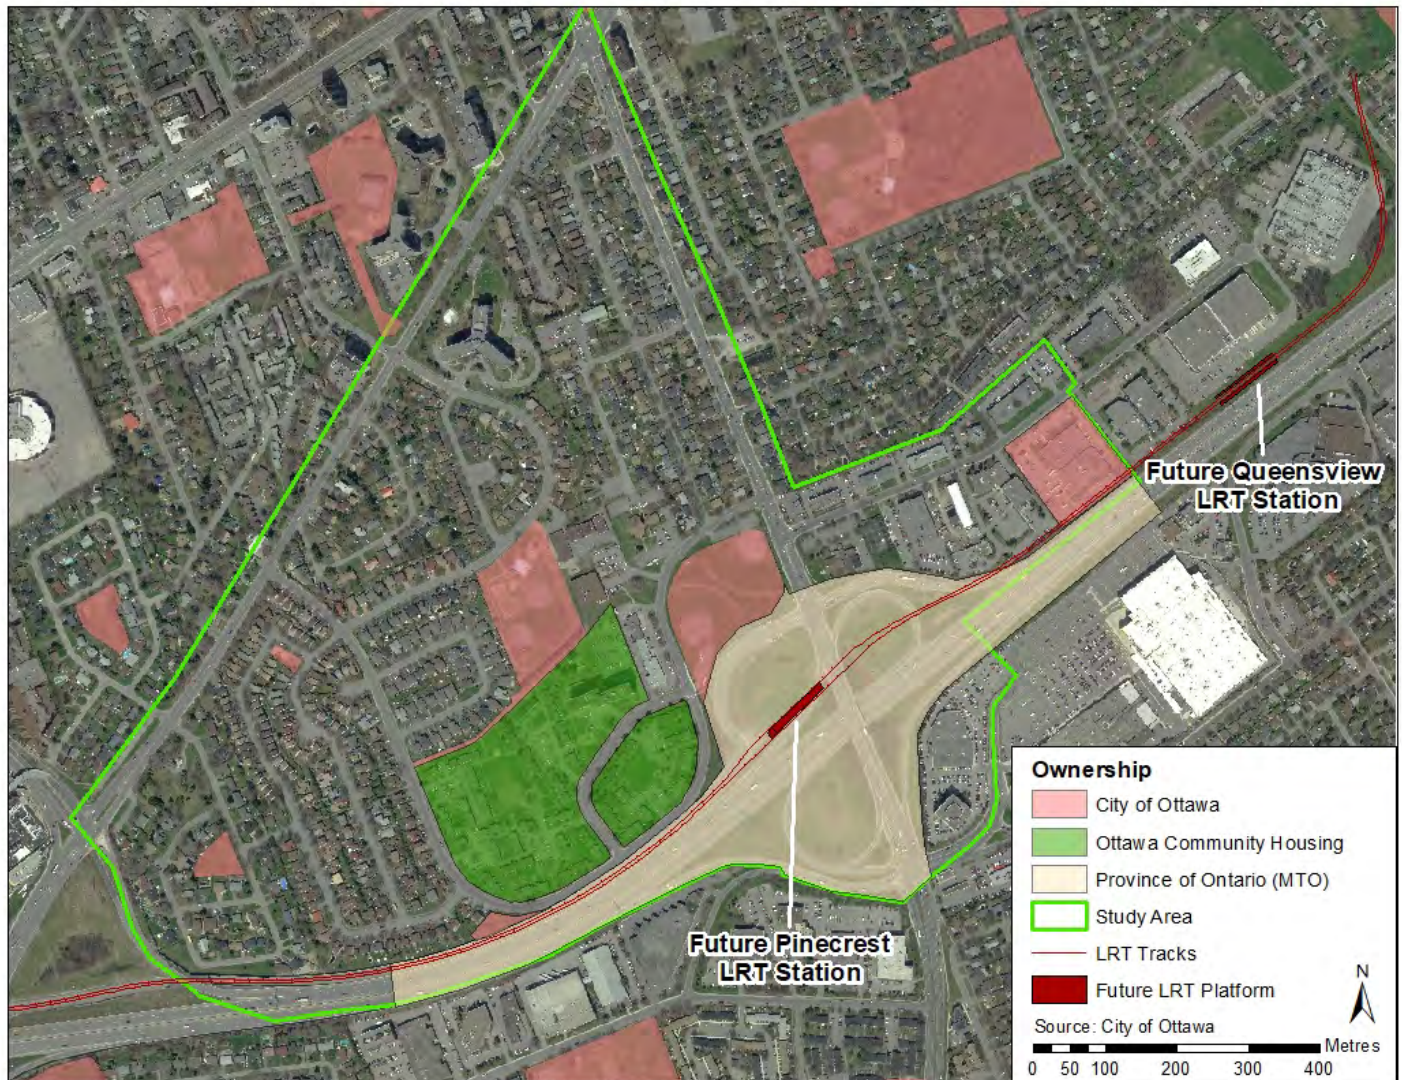 Future Queensview
LRT Station
Future Pinecrest
LRT Station
Ownership
City of Ottawa
Ottawa Community Housing
Province of Ontario (MTO)
Study Area
LRT Tracks
Future LRT Platform
N
Source: City of Ottawa
Metres
0 50 100 200 300 400